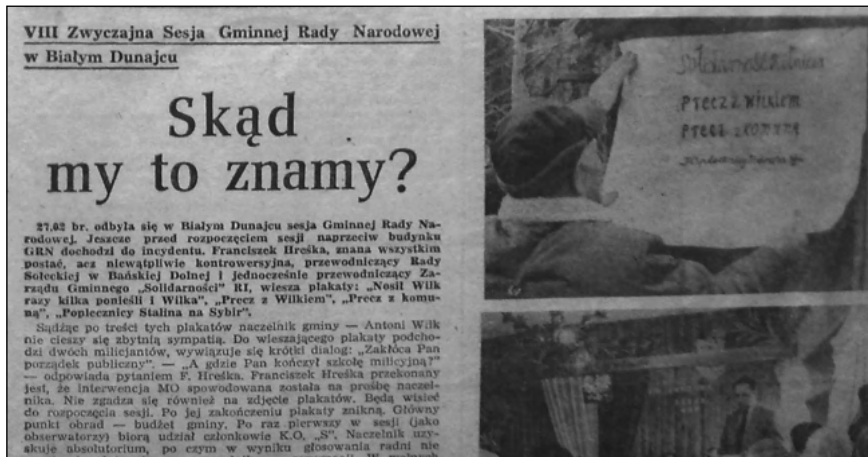 VIII Zwyczajna Sesja Gminnej Rady Narodowej
w Białym Dunajcu
Skąd
my to znamy?
27.02 br. odbyła się w Białym Dunajcu sesja Gminnej Rady Na-
rodowej. Jeszcze przed rozpoczęciem sesji naprzeciw budynku
GRN dochodzi do incydentu. Franciszek Hreśka, znana wszystkim
postać, acz niewątpliwie kontrowersyjna, przewodniczący Rady
Sołeckiej w Bańskiej Dolnej i jednocześnie przewodniczący Za-
rządu Gminnego „Solidarności" RI, wiesza plakaty: „Nosił Wilk
razy kilka ponieśli i Wilka", „Precz z Wilkiem", „Precz z komu-
ną", „Poplecznicy Stalina na Sybir".
Sądząc po treści tych plakatów naczelnik gminy — Antoni Wilk
nie cieszy się zbytnią sympatią. Do wieszającego plakaty podcho-
dzi dwóch milicjantów, wywiązuje się krótki dialog: „Zakłóca Pan
porządek publiczny". — „A gdzie Pan kończył szkołę milicyjną?"
— odpowiada pytaniem F. Hreśka. Franciszek Hreśka przekonany
jest, że interwencja MO spowodowana została na prośbę naczel-
nika. Nie zgadza się również na zdjęcie plakatów. Będą wisieć
do rozpoczęcia sesji. Po jej zakończeniu plakaty znikną. Główny
punkt obrad — budżet gminy. Po raz pierwszy w sesji (jako
obserwatorzy) biorą udział członkowie K.O. „S". Naczelnik uzy-
skuje absolutorium, po czym w wyniku głosowania radni nie
Solidarność
Precz z Wilkiem
Precz z komuną